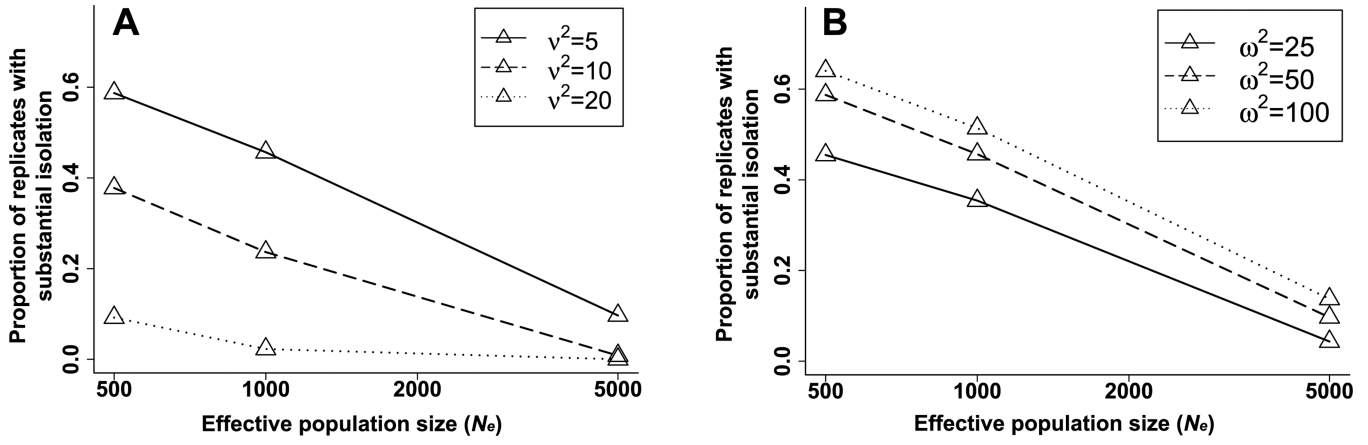 A
ν²=5
ν²=10
ν²=20
Proportion of replicates with
substantial isolation
0.6
0.4
0.2
0.0
500 1000 2000 5000
Effective population size (Ne)
B
ω²=25
ω²=50
ω²=100
Proportion of replicates with
substantial isolation
0.6
0.4
0.2
0.0
500 1000 2000 5000
Effective population size (Ne)